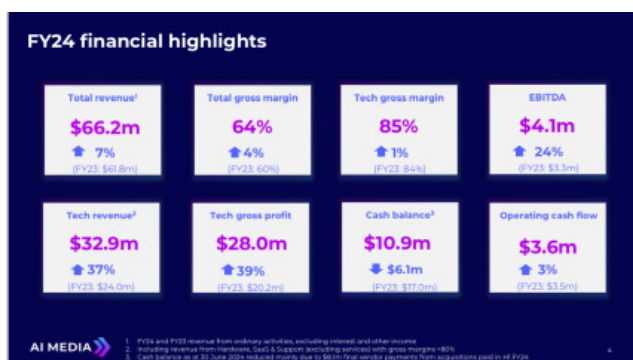 FY24 financial highlights
Total revenue¹
$66.2m
7%
(FY23: $61.8m)
Total gross margin
64%
4%
(FY23: 60%)
Tech gross margin
85%
1%
(FY23: 84%)
EBITDA
$4.1m
24%
(FY23: $3.3m)
Tech revenue²
$32.9m
37%
(FY23: $24.0m)
Tech gross profit
$28.0m
39%
(FY23: $20.2m)
Cash balance³
$10.9m
$6.1m
(FY23: $17.0m)
Operating cash flow
$3.6m
3%
(FY23: $3.5m)
AI MEDIA
1. FY24 and FY23 revenue from ordinary activities, excluding interest and other income
2. Including revenue from Hardware, SaaS & Support (excluding services) with gross margins >80%
3. Cash balance as at 30 June 2024 reduced mainly due to final vendor payments from acquisitions paid in H1 FY24